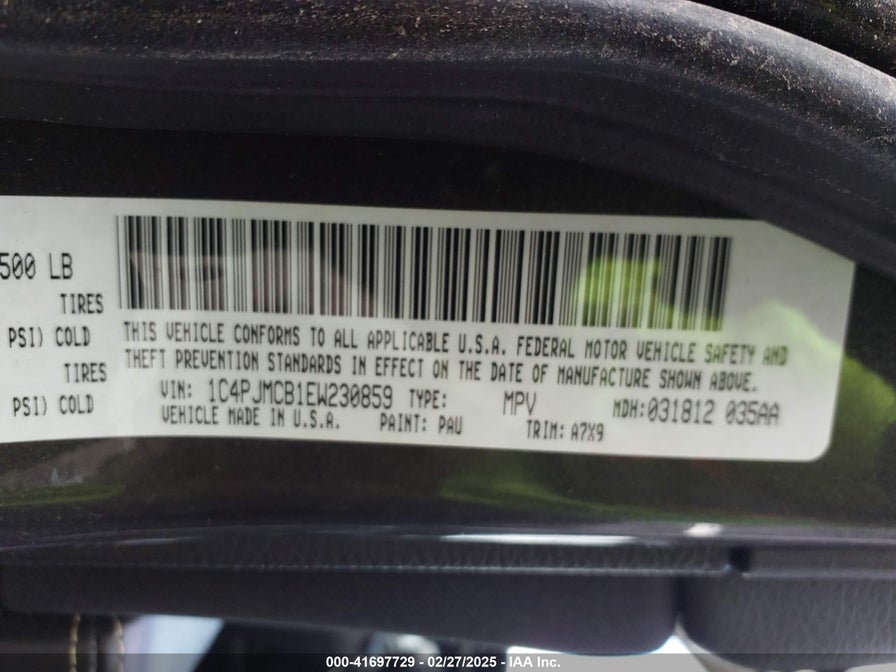 500 LB
TIRES
PSI) COLD
TIRES
PSI) COLD
THIS VEHICLE CONFORMS TO ALL APPLICABLE U.S.A. FEDERAL MOTOR VEHICLE SAFETY AND
THEFT PREVENTION STANDARDS IN EFFECT ON THE DATE OF MANUFACTURE SHOWN ABOVE.
VIN: 1C4PJMCB1EW230859 TYPE: MPV MDH:031812 035AA
VEHICLE MADE IN U.S.A. PAINT: PAU TRIM: A7X9
000-41697729 - 02/27/2025 - IAA Inc.